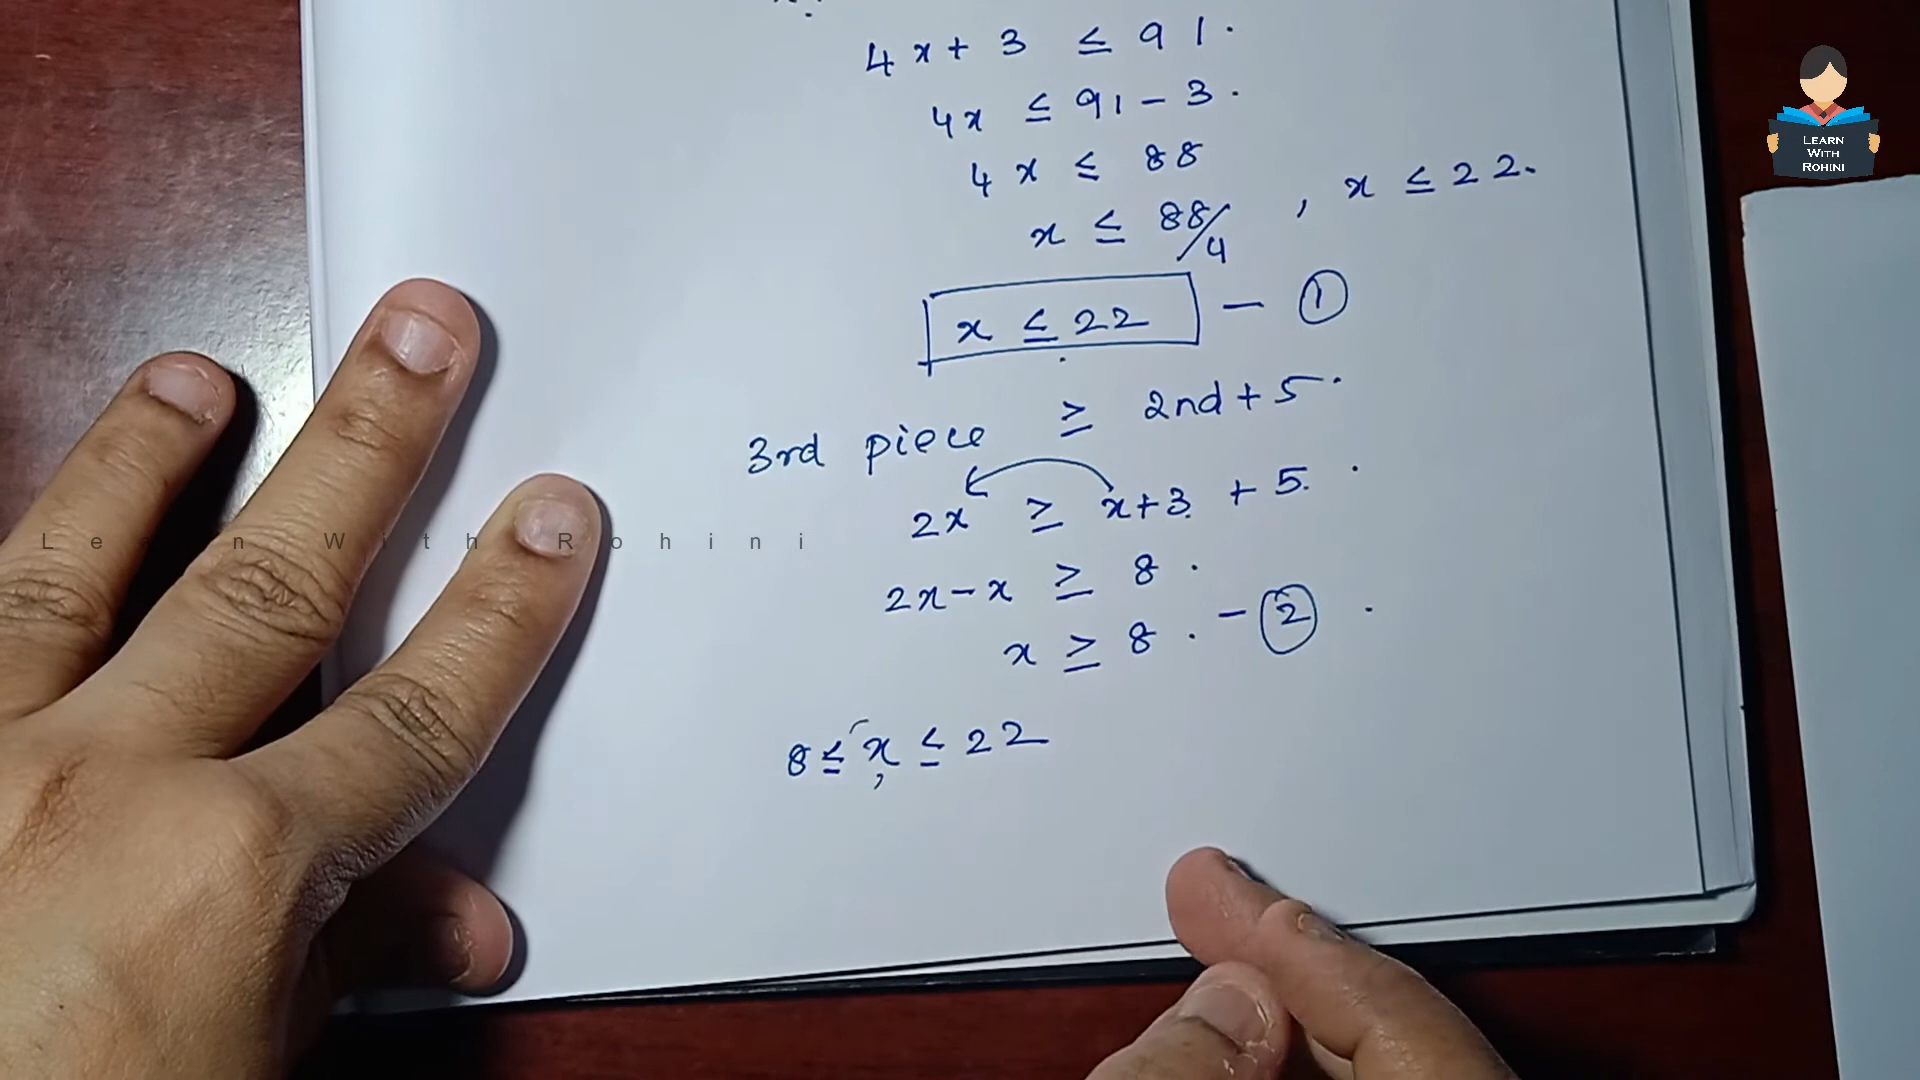 4x + 3 ≤ 91.
4x ≤ 91 - 3.
4x ≤ 88
x ≤ 88/4 , x ≤ 22.
x ≤ 22 - ①
3rd piece ≥ 2nd + 5.
2x ≥ x+3 + 5.
2x - x ≥ 8.
x ≥ 8. - ②
8 ≤ x ≤ 22
Learn With Rohini
LEARN
WITH
ROHINI